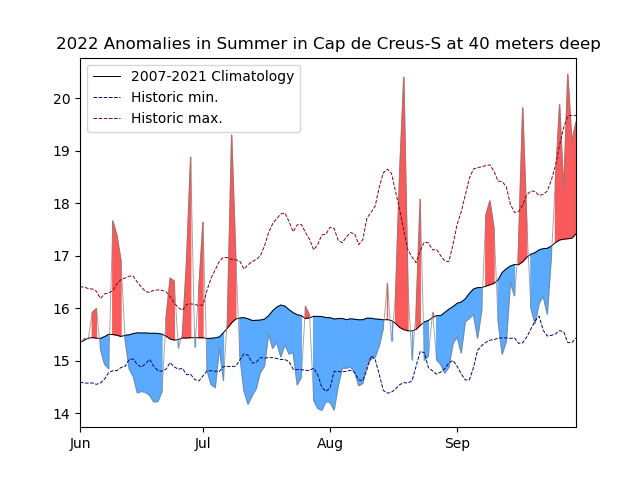 2022 Anomalies in Summer in Cap de Creus-S at 40 meters deep
2007-2021 Climatology
Historic min.
Historic max.
20
19
18
17
16
15
14
Jun Jul Aug Sep